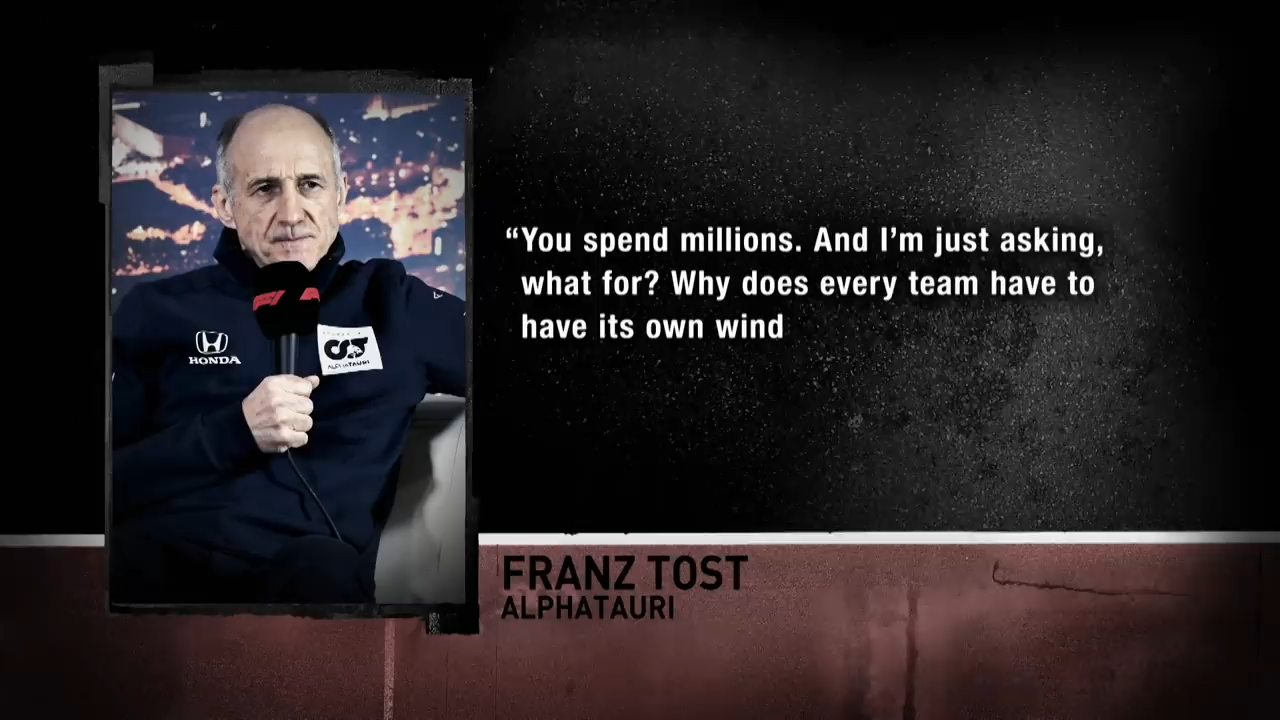 “You spend millions. And I’m just asking,
what for? Why does every team have to
have its own wind
F1
HONDA
ALPHATAURI
FRANZ TOST
ALPHATAURI